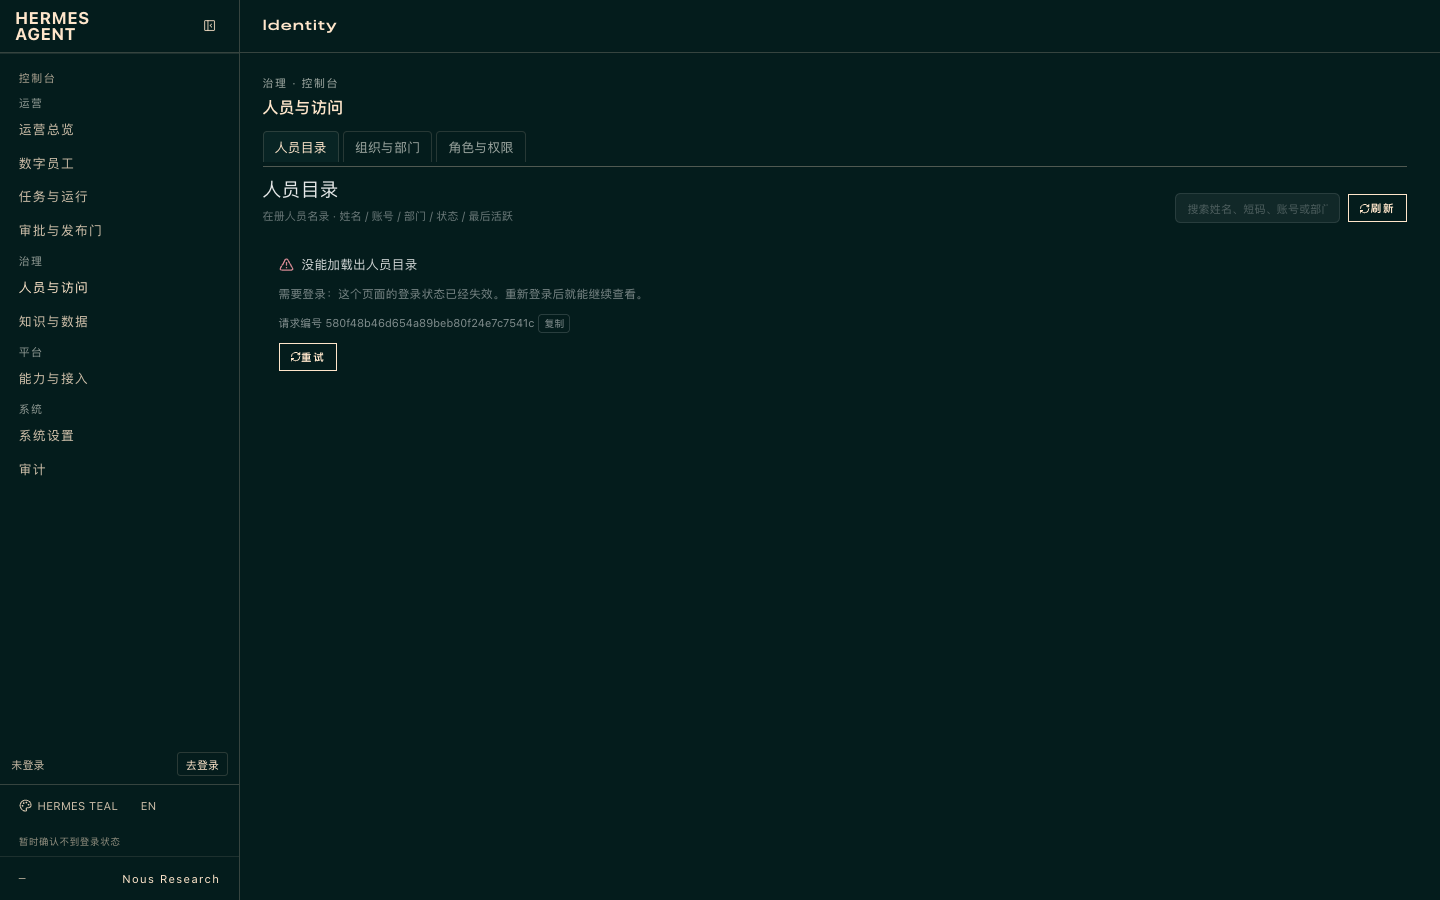 HERMES
AGENT
Identity
控制台
运营
运营总览
数字员工
任务与运行
审批与发布门
治理
人员与访问
知识与数据
平台
能力与接入
系统
系统设置
审计
未登录
去登录
HERMES TEAL
EN
暂时确认不到登录状态
–
Nous Research
治理 · 控制台
人员与访问
人员目录
组织与部门
角色与权限
人员目录
在册人员名录 · 姓名 / 账号 / 部门 / 状态 / 最后活跃
搜索姓名、短码、账号或部门
刷新
没能加载出人员目录
需要登录：这个页面的登录状态已经失效。重新登录后就能继续查看。
请求编号 580f48b46d654a89beb80f24e7c7541c 复制
重试